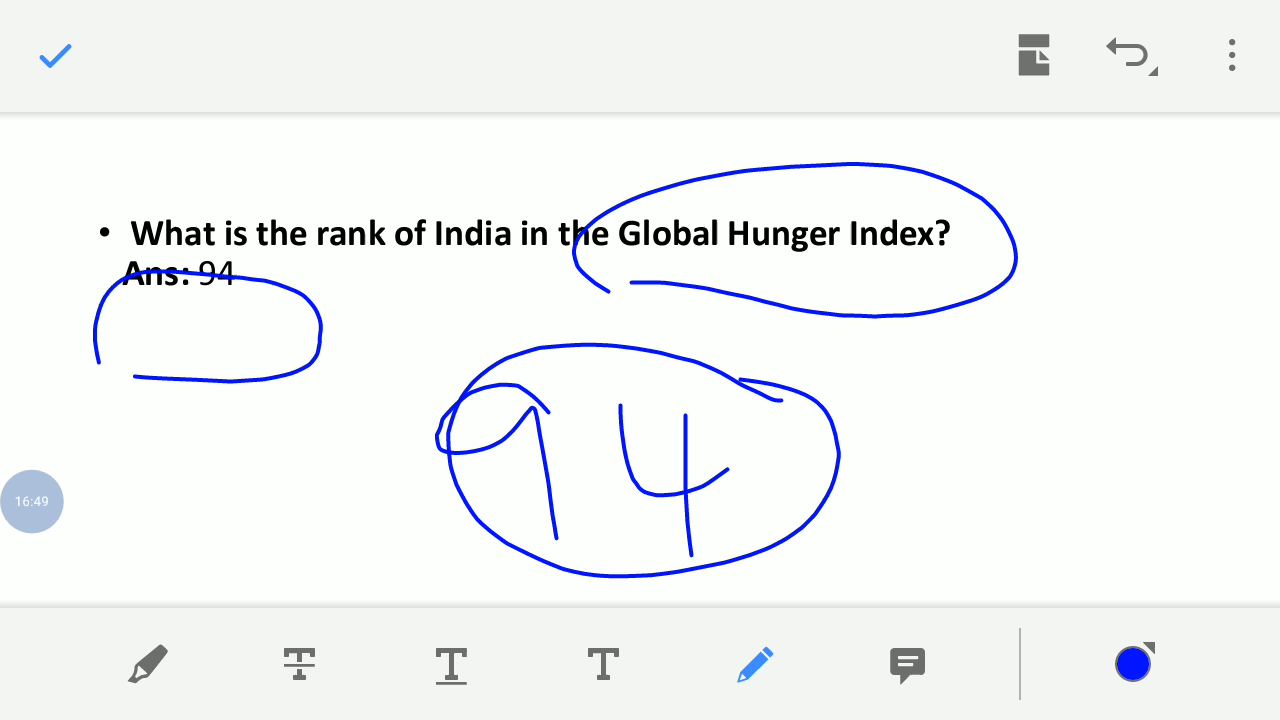 • What is the rank of India in the Global Hunger Index?
Ans: 94
94
16:49